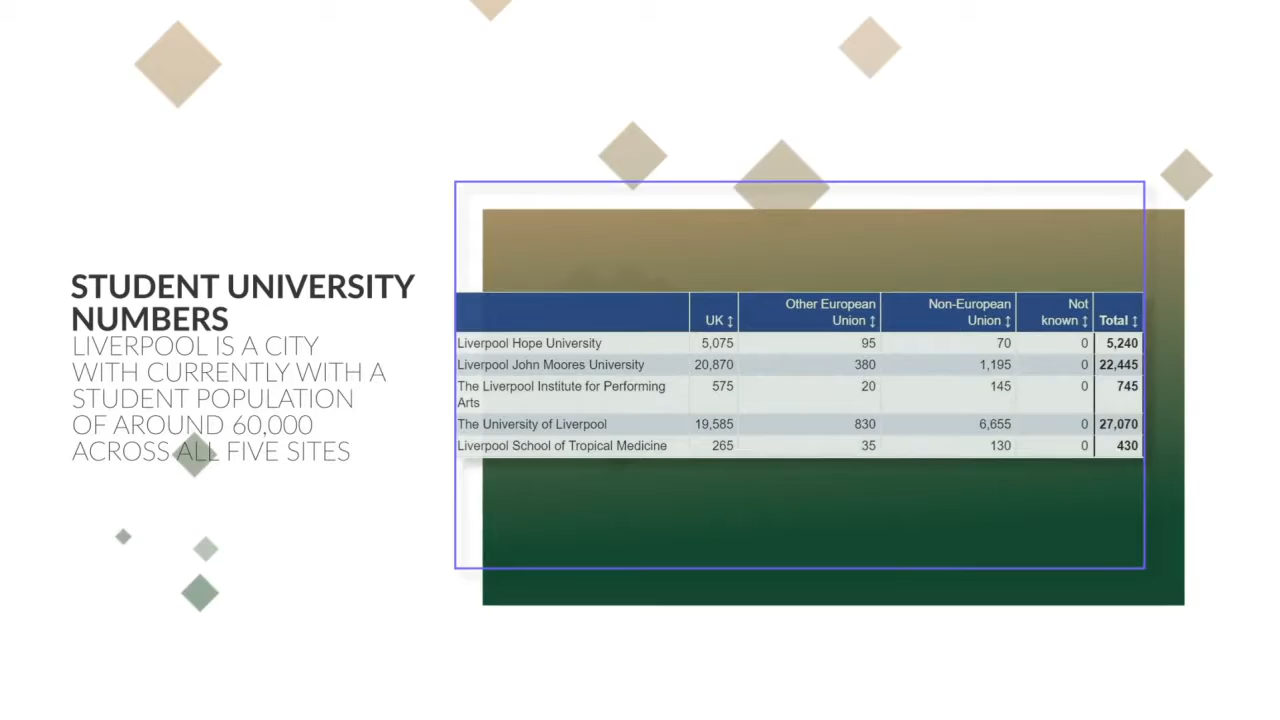 STUDENT UNIVERSITY
NUMBERS
LIVERPOOL IS A CITY
WITH CURRENTLY WITH A
STUDENT POPULATION
OF AROUND 60,000
ACROSS ALL FIVE SITES
UK ↕ Other European Union ↕ Non-European Union ↕ Not known ↕ Total ↕
Liverpool Hope University 5,075 95 70 0 5,240
Liverpool John Moores University 20,870 380 1,195 0 22,445
The Liverpool Institute for Performing Arts 575 20 145 0 745
The University of Liverpool 19,585 830 6,655 0 27,070
Liverpool School of Tropical Medicine 265 35 130 0 430